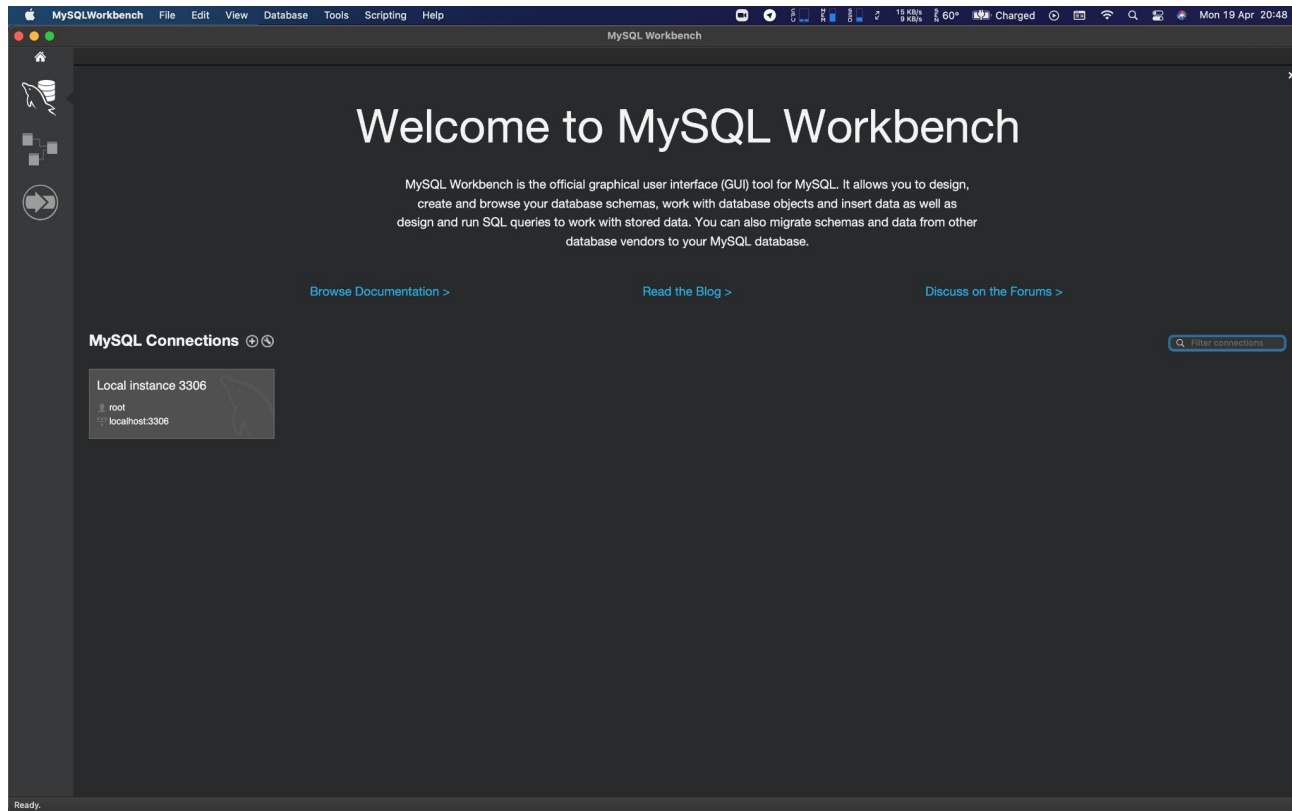 MySQLWorkbench File Edit View Database Tools Scripting Help 15 KB/s 9 KB/s 60° Charged Mon 19 Apr 20:48
MySQL Workbench
Welcome to MySQL Workbench
MySQL Workbench is the official graphical user interface (GUI) tool for MySQL. It allows you to design,
create and browse your database schemas, work with database objects and insert data as well as
design and run SQL queries to work with stored data. You can also migrate schemas and data from other
database vendors to your MySQL database.
Browse Documentation > Read the Blog > Discuss on the Forums >
MySQL Connections
Filter connections
Local instance 3306
root
localhost:3306
Ready.